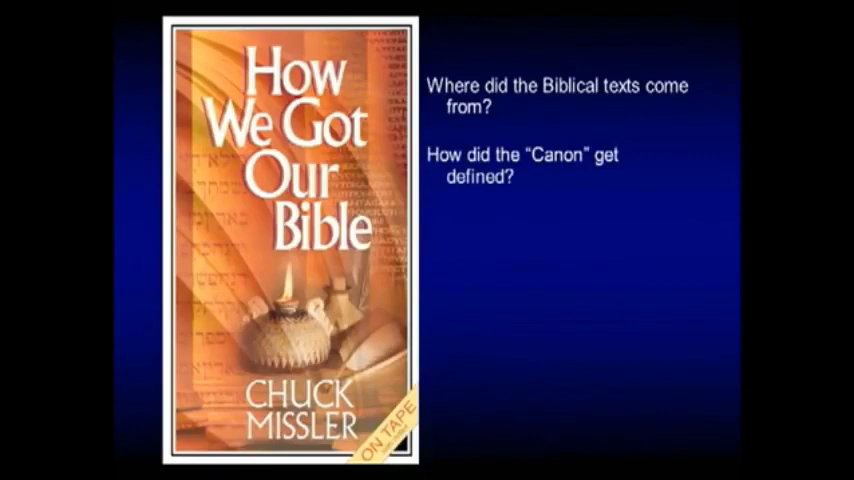 How
We Got
Our
Bible
CHUCK
MISSLER
ON TAPE
Where did the Biblical texts come
from?
How did the “Canon” get
defined?